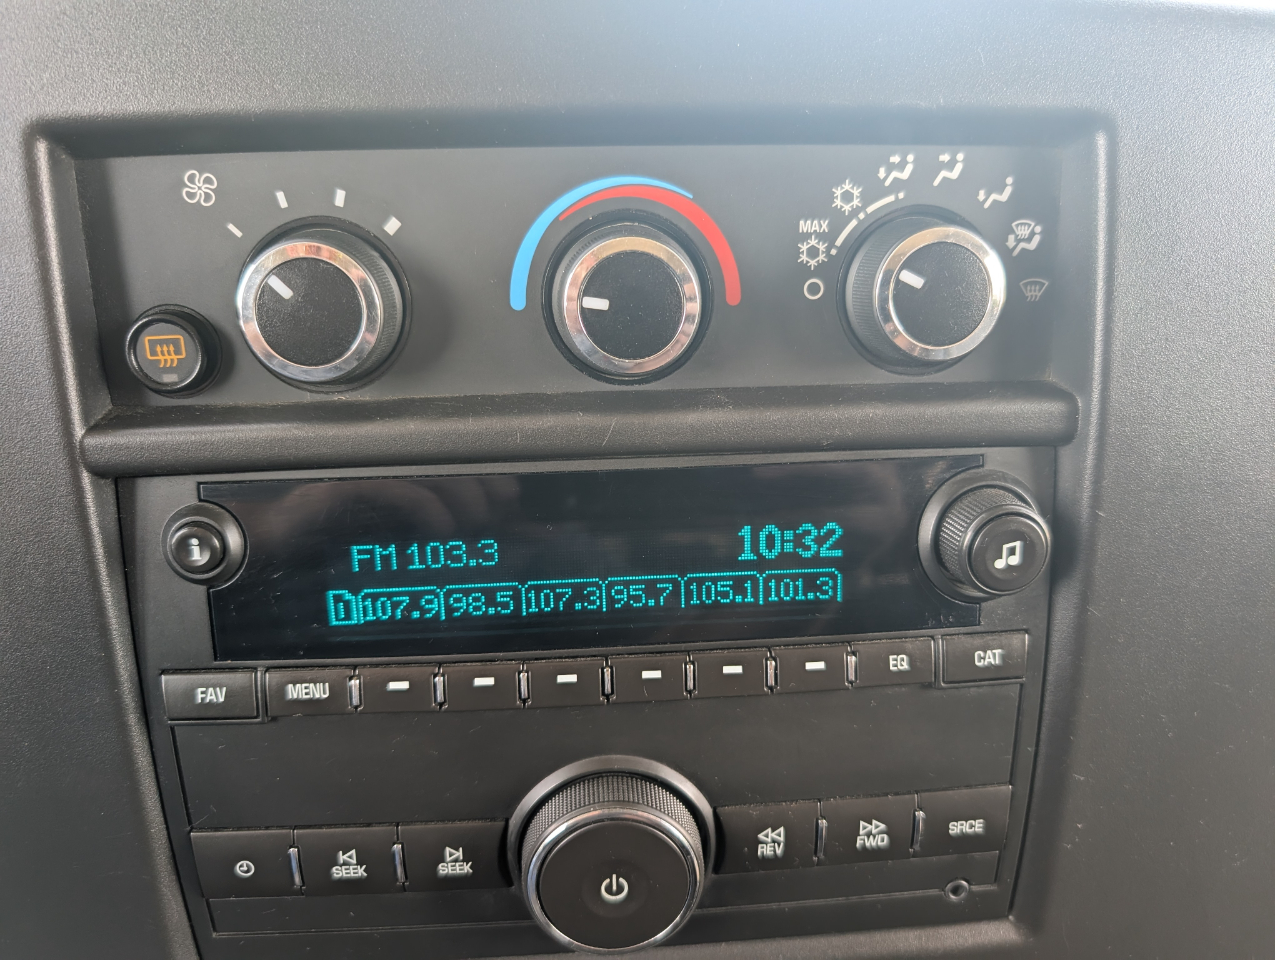 MAX
i
FM 103.3 10:32
1 107.9 98.5 107.3 95.7 105.1 101.3
FAV MENU EQ CAT
SEEK SEEK REV FWD SRCE